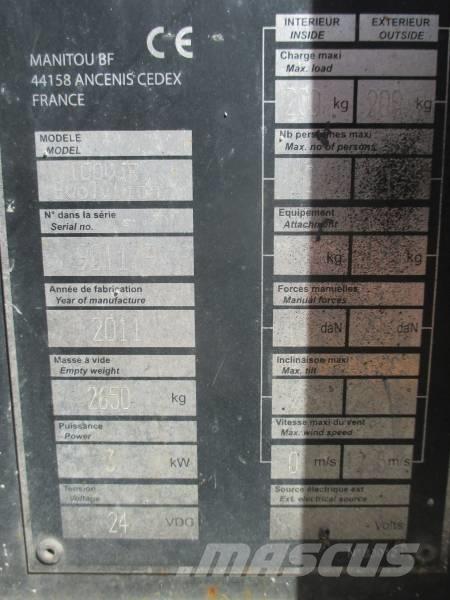 CE
MANITOU BF
44158 ANCENIS CEDEX
FRANCE
MODELE
MODEL
N° dans la série
Serial no.
Année de fabrication
Year of manufacture
2011
Masse à vide
Empty weight
2650 kg
Puissance
Power
3 kW
Tension
Voltage
24 VDC
INTERIEUR
INSIDE
EXTERIEUR
OUTSIDE
Charge maxi
Max. load
kg
200 kg
Nb personnes maxi
Max. no of persons
Equipement
Attachment
kg
kg
Forces manuelles
Manual forces
daN
daN
Inclinaison maxi
Max. tilt
Vitesse maxi du vent
Max. wind speed
0 m/s
m/s
Source électrique ext
Ext. electrical source
Volts
MASCUS